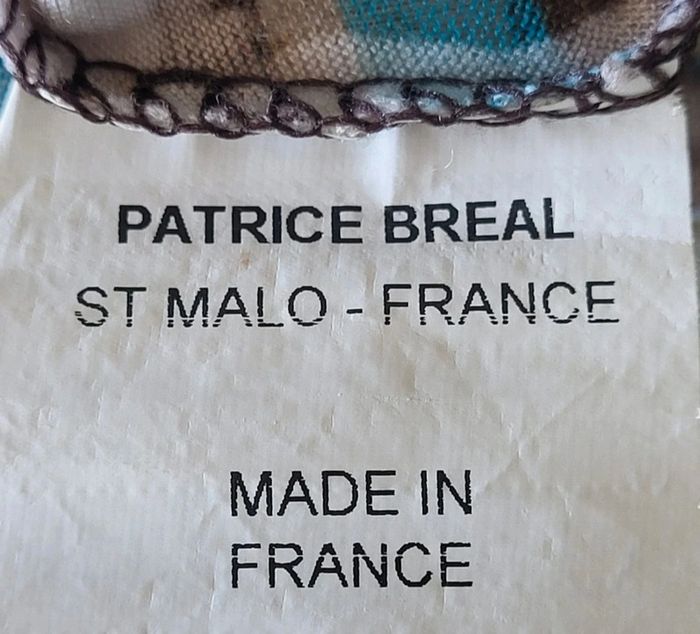 PATRICE BREAL
ST MALO - FRANCE
MADE IN
FRANCE